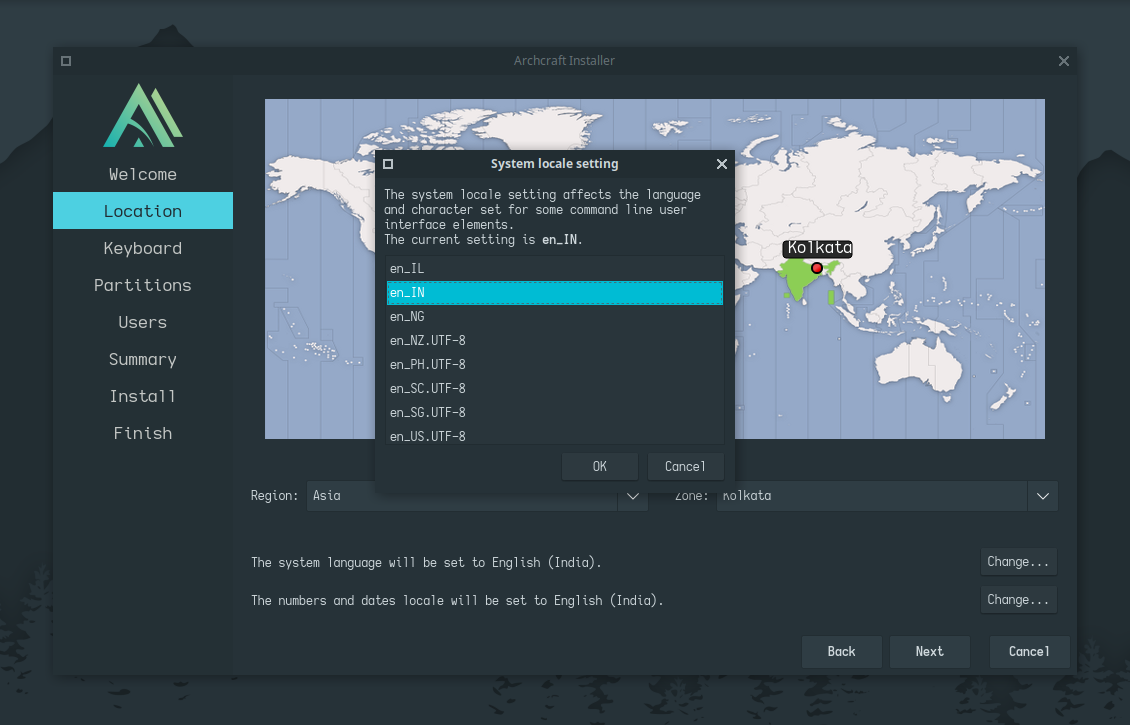 Archcraft Installer
Welcome
Location
Keyboard
Partitions
Users
Summary
Install
Finish
Kolkata
System locale setting
The system locale setting affects the language
and character set for some command line user
interface elements.
The current setting is en_IN.
en_IL
en_IN
en_NG
en_NZ.UTF-8
en_PH.UTF-8
en_SC.UTF-8
en_SG.UTF-8
en_US.UTF-8
OK Cancel
Region: Asia Zone: Kolkata
The system language will be set to English (India). Change...
The numbers and dates locale will be set to English (India). Change...
Back Next Cancel